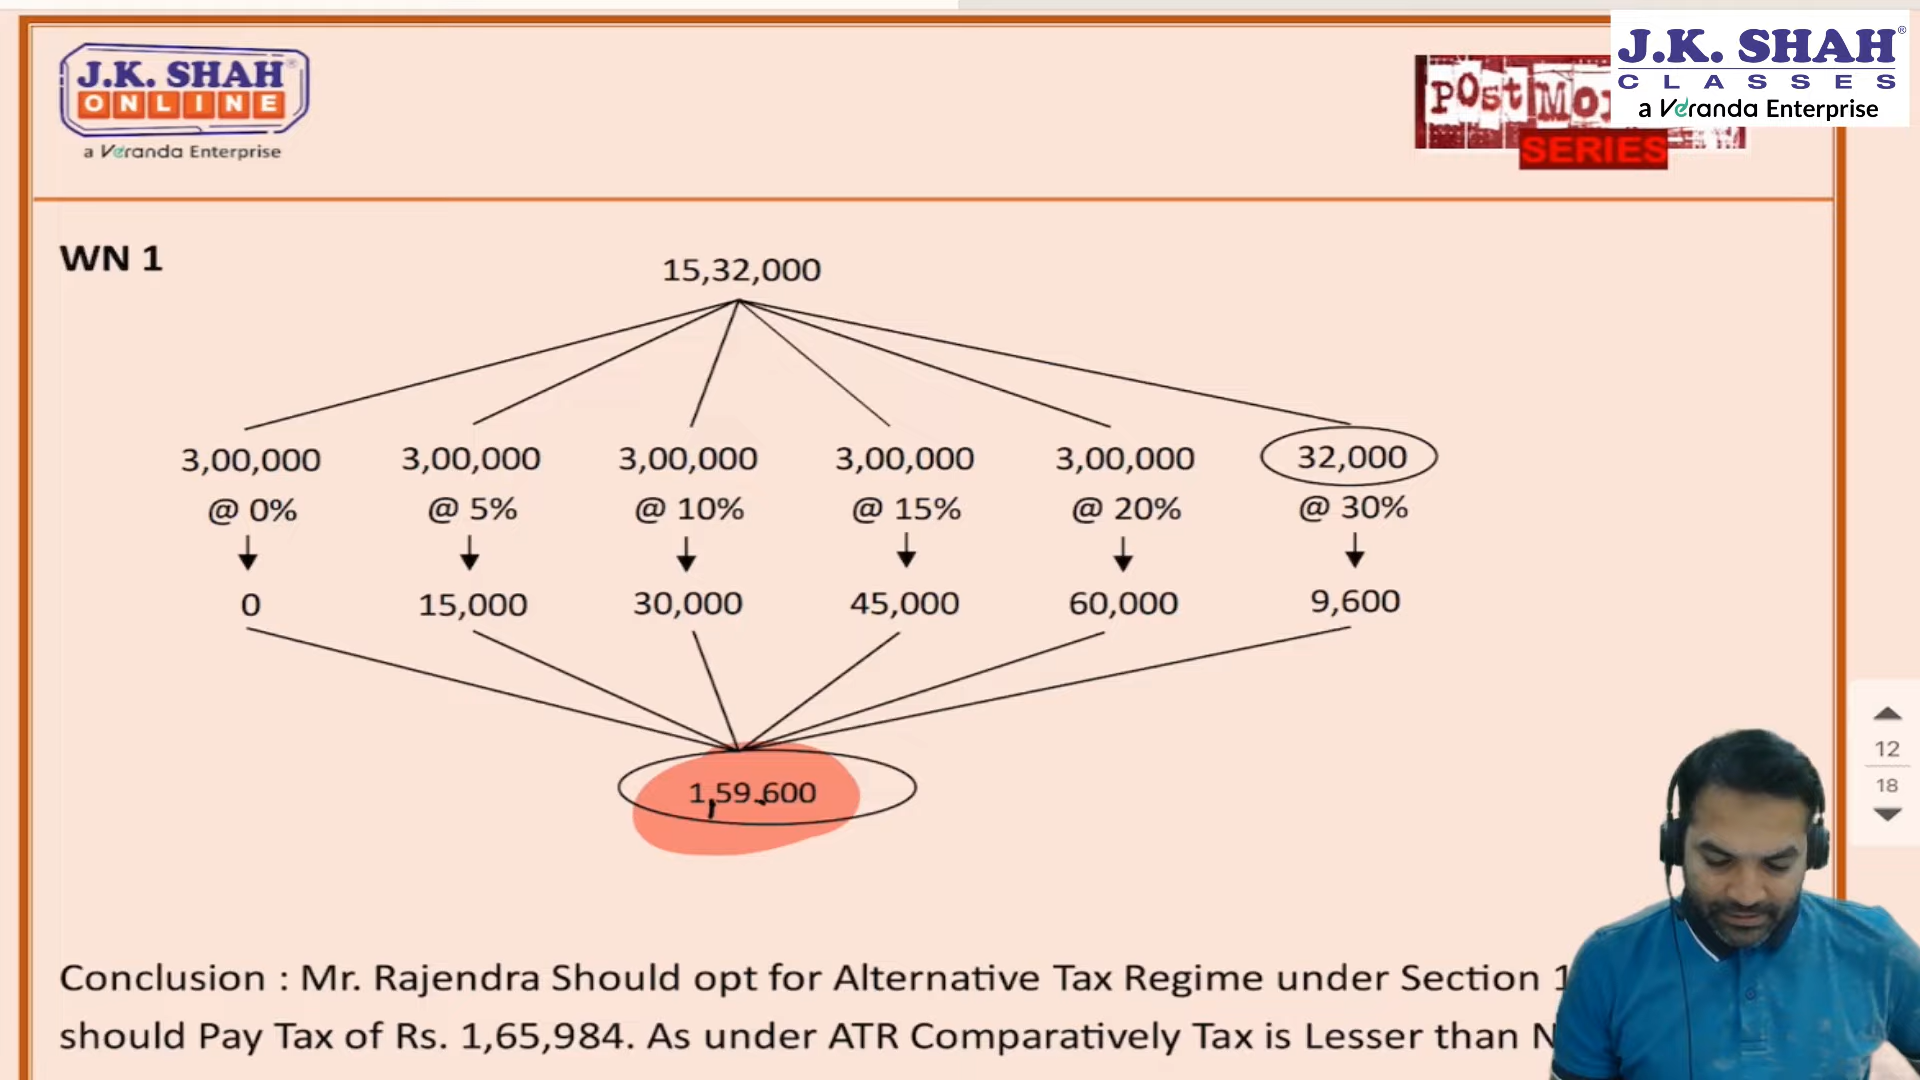 J.K. SHAH®
ONLINE
a Veranda Enterprise
Post Mo
SERIES
J.K. SHAH®
CLASSES
a Veranda Enterprise
WN 1
15,32,000
3,00,000 3,00,000 3,00,000 3,00,000 3,00,000 32,000
@ 0% @ 5% @ 10% @ 15% @ 20% @ 30%
0 15,000 30,000 45,000 60,000 9,600
1,59,600
12
18
Conclusion : Mr. Rajendra Should opt for Alternative Tax Regime under Section 1
should Pay Tax of Rs. 1,65,984. As under ATR Comparatively Tax is Lesser than N